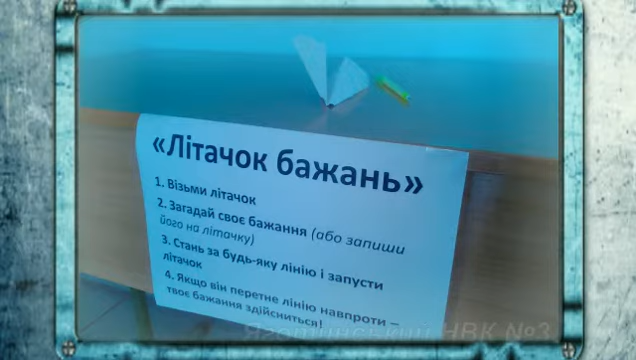 «Літачок бажань»
1. Візьми літачок
2. Загадай своє бажання (або запиши
його на літачку)
3. Стань за будь-яку лінію і запусти
літачок
4. Якщо він перетне лінію навпроти –
твоє бажання здійсниться!
Яготинський НВК №3